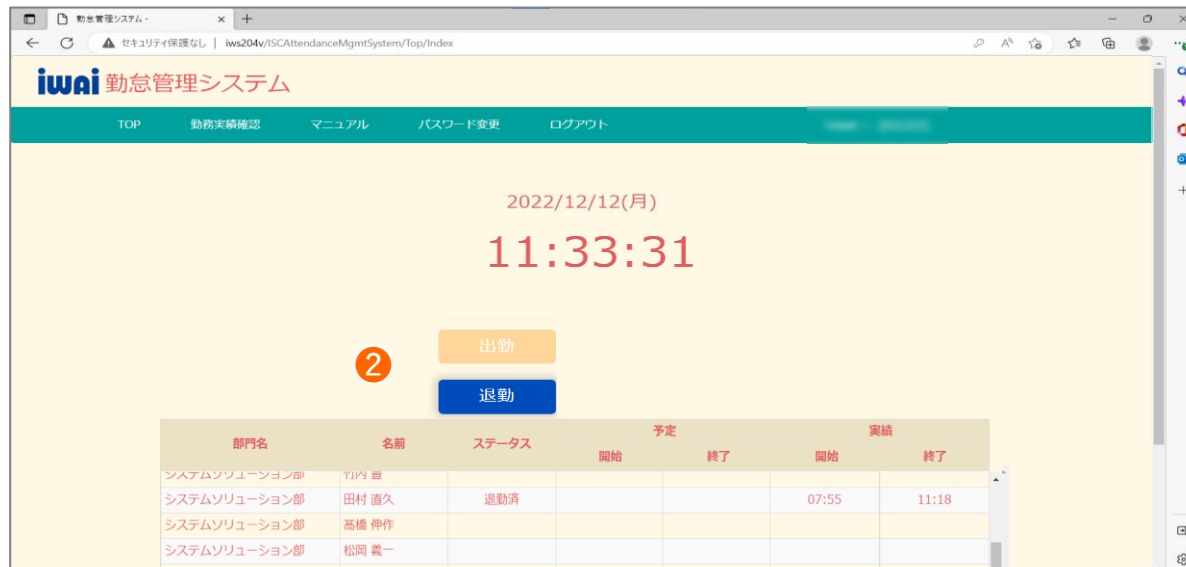 勤怠管理システム -
セキュリティ保護なし | iws204v/ISCAttendanceMgmtSystem/Top/Index
iwai 勤怠管理システム
TOP 勤務実績確認 マニュアル パスワード変更 ログアウト
2022/12/12(月)
11:33:31
出勤
2
退勤
部門名 名前 ステータス 予定 実績
開始 終了 開始 終了
システムソリューション部 竹内 豊
システムソリューション部 田村 直久 退勤済 07:55 11:18
システムソリューション部 髙橋 伸作
システムソリューション部 松岡 義一